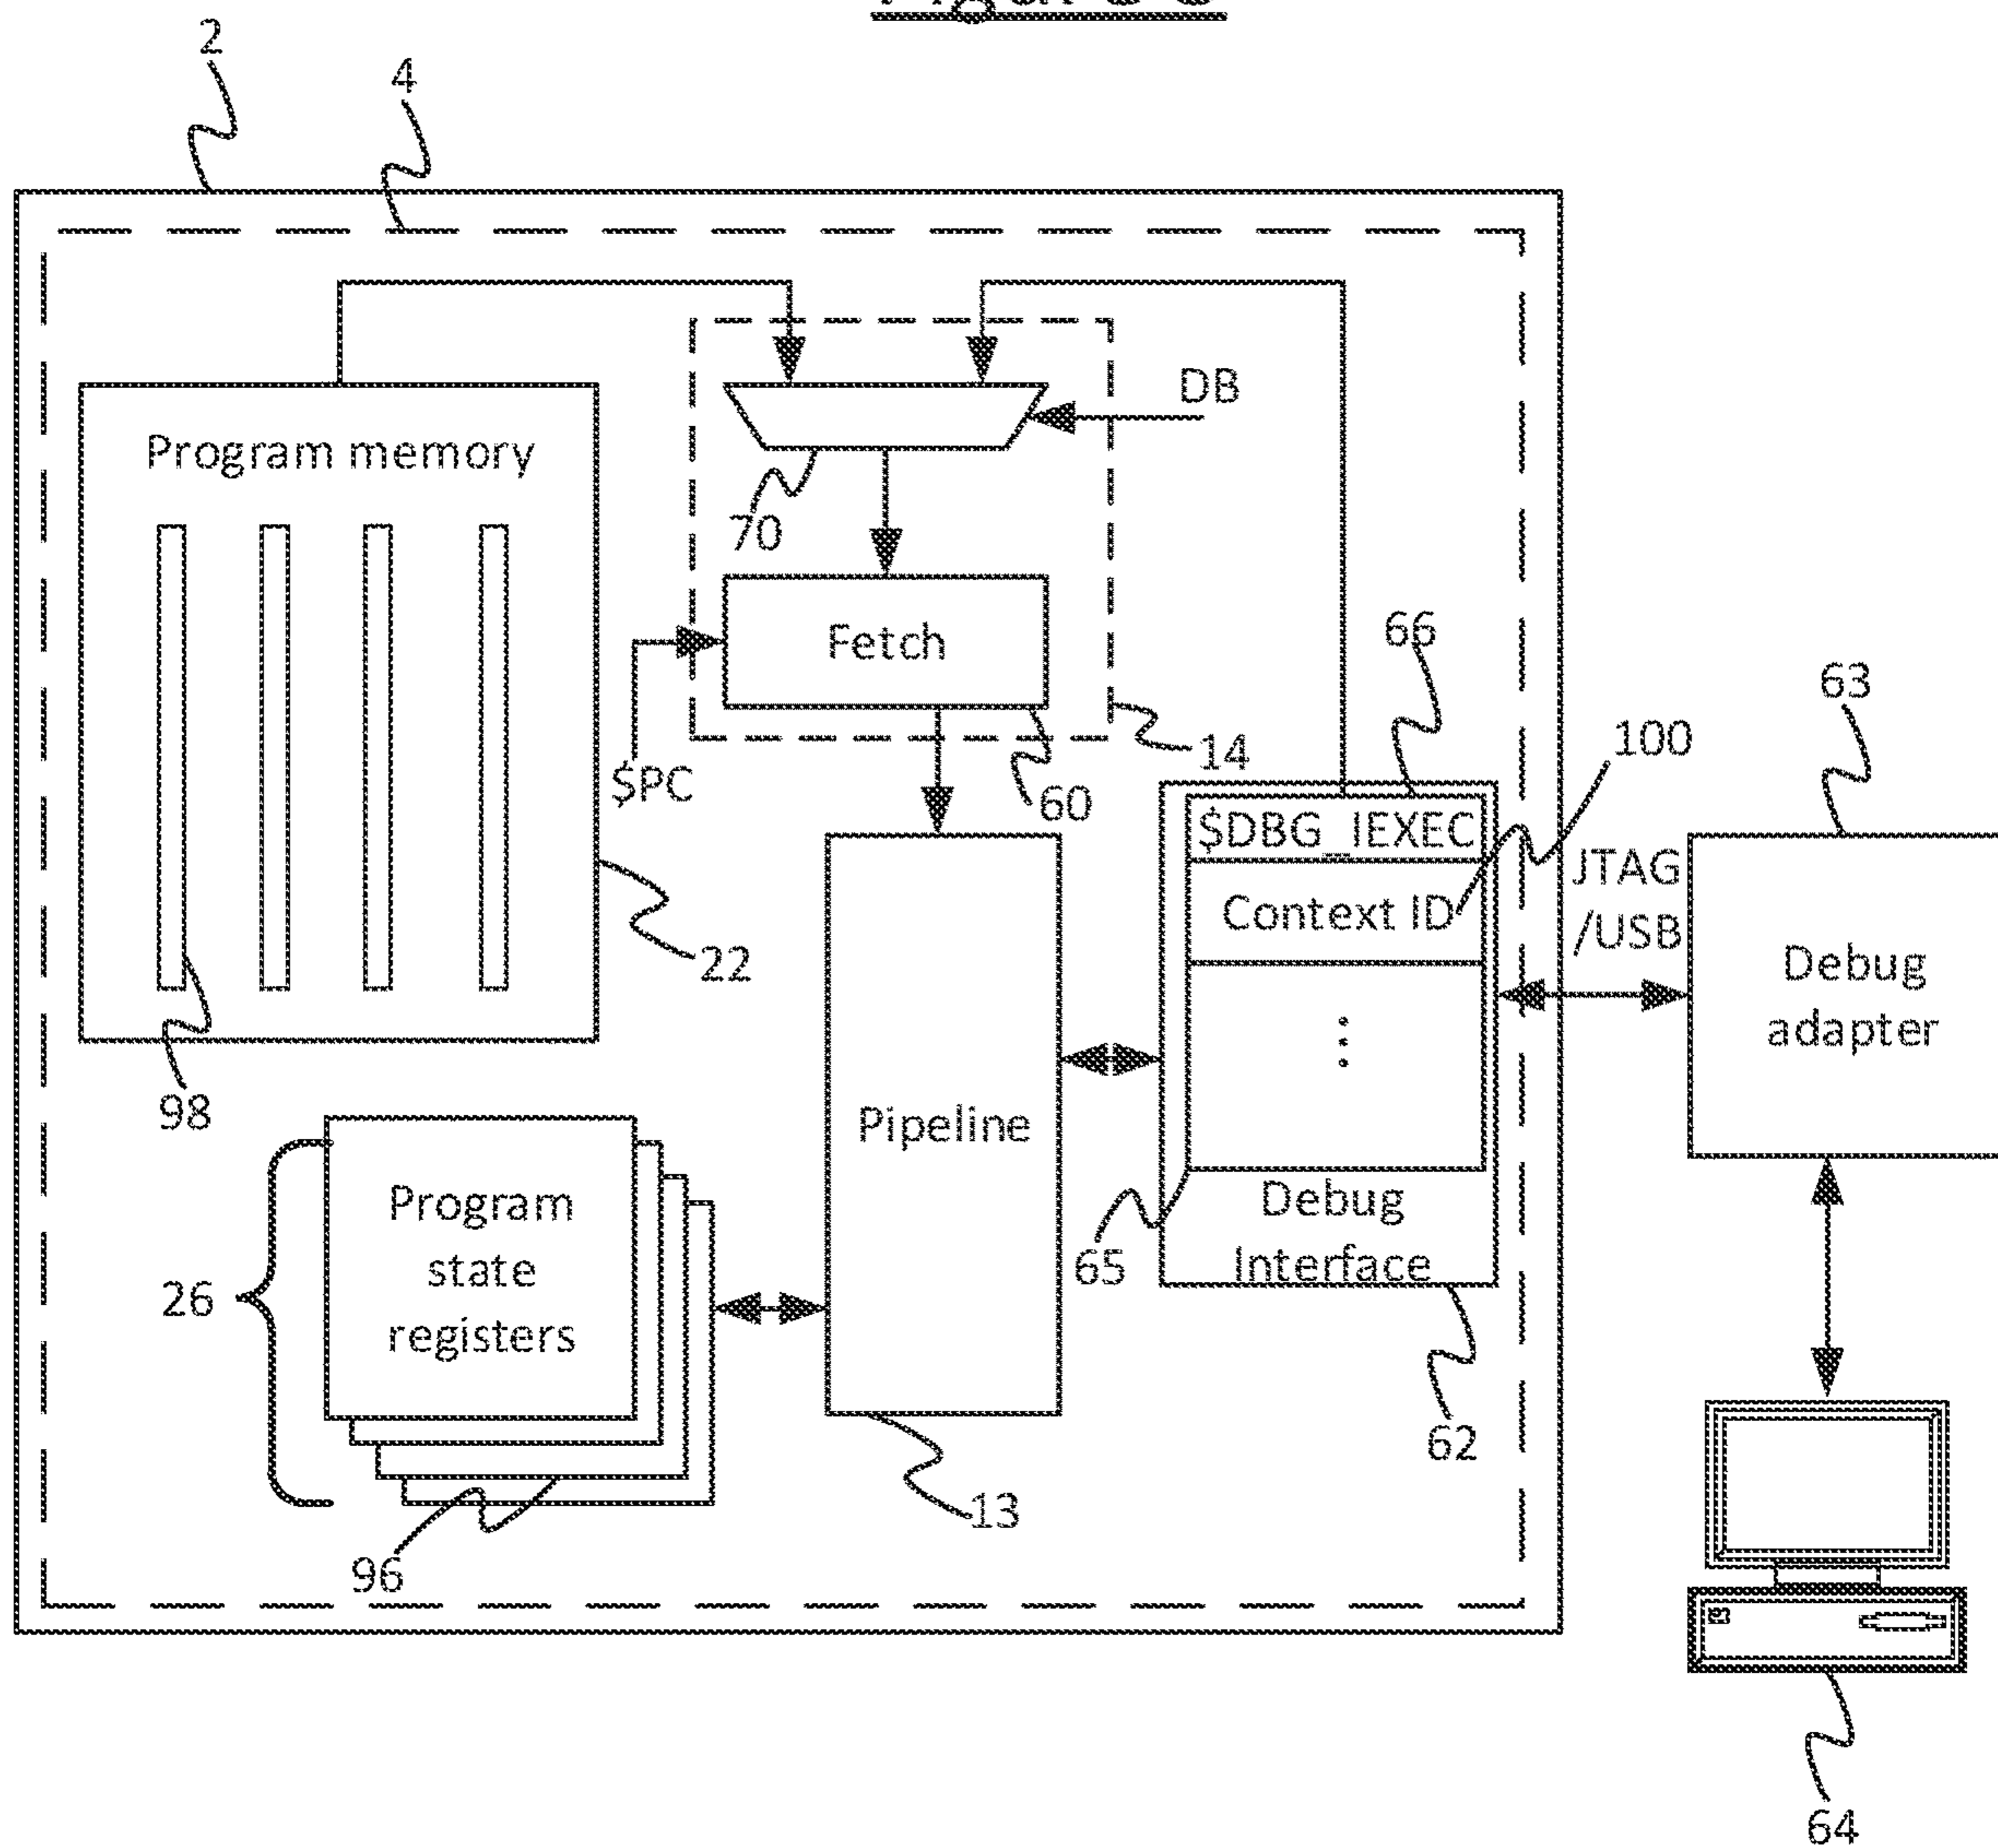 2
4
DB
Program memory
70
Fetch
66
63
$PC
14
100
60
$DBG_IEXEC
JTAG
/USB
Context ID
22
Debug
adapter
98
Pipeline
Program
state
registers
65
Debug
Interface
26
62
13
96
64